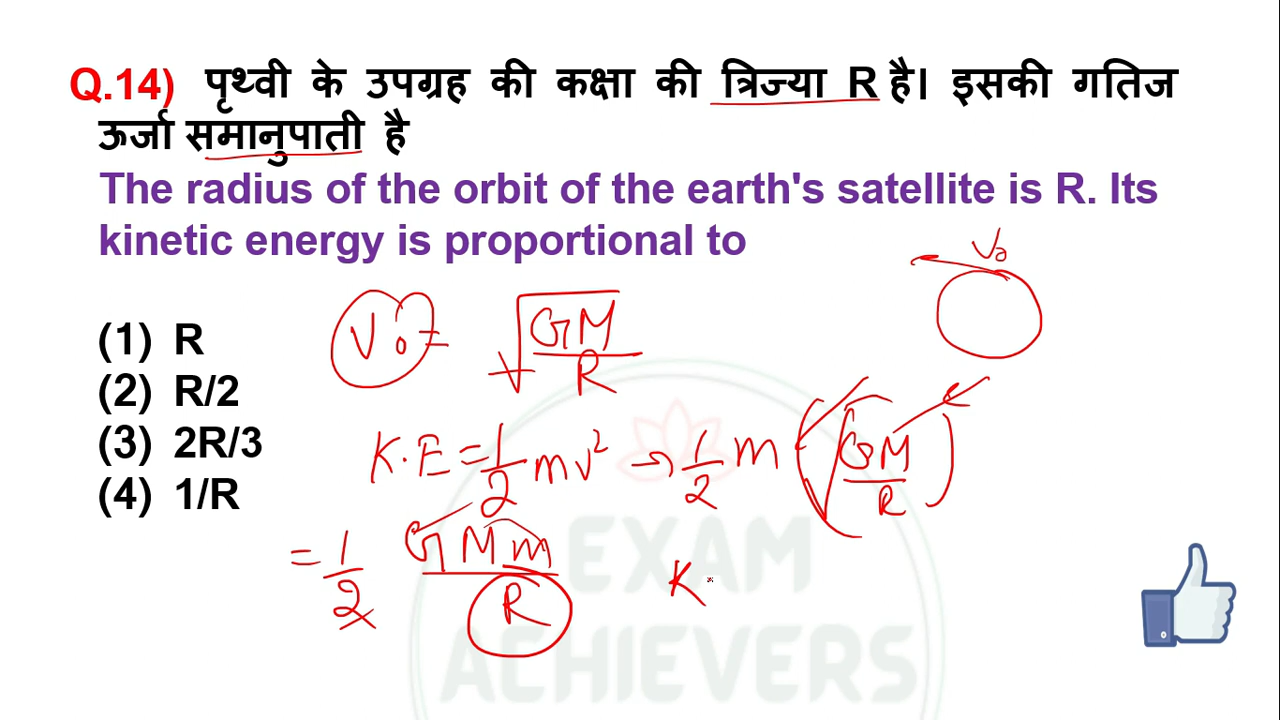 Q.14) पृथ्वी के उपग्रह की कक्षा की त्रिज्या R है। इसकी गतिज
ऊर्जा समानुपाती है
The radius of the orbit of the earth's satellite is R. Its
kinetic energy is proportional to
V₀
(1) R
(2) R/2
(3) 2R/3
(4) 1/R
V₀ = √(GM/R)
K.E = 1/2 mv² → 1/2 m (√(GM/R))
= 1/2 GMm/R
K.
EXAM
ACHIEVERS